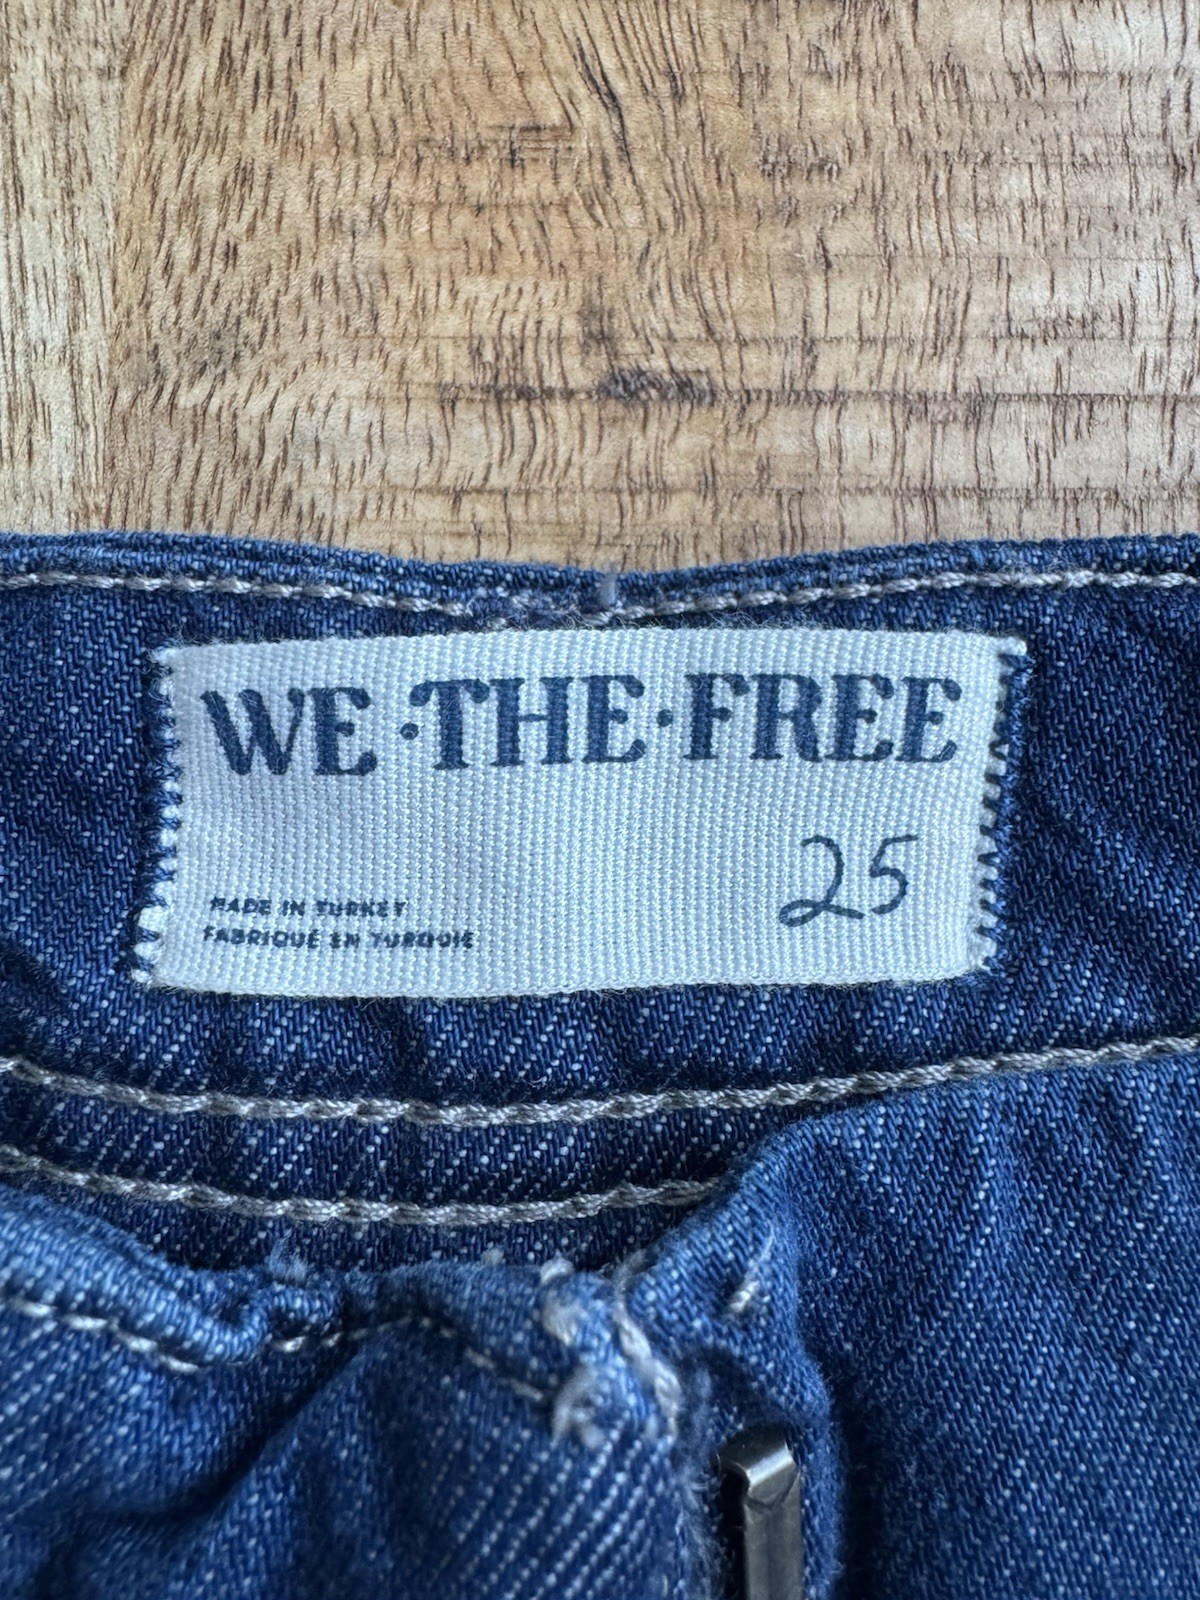 WE·THE·FREE
25
MADE IN TURKEY
FABRIQUÉ EN TURQUIE